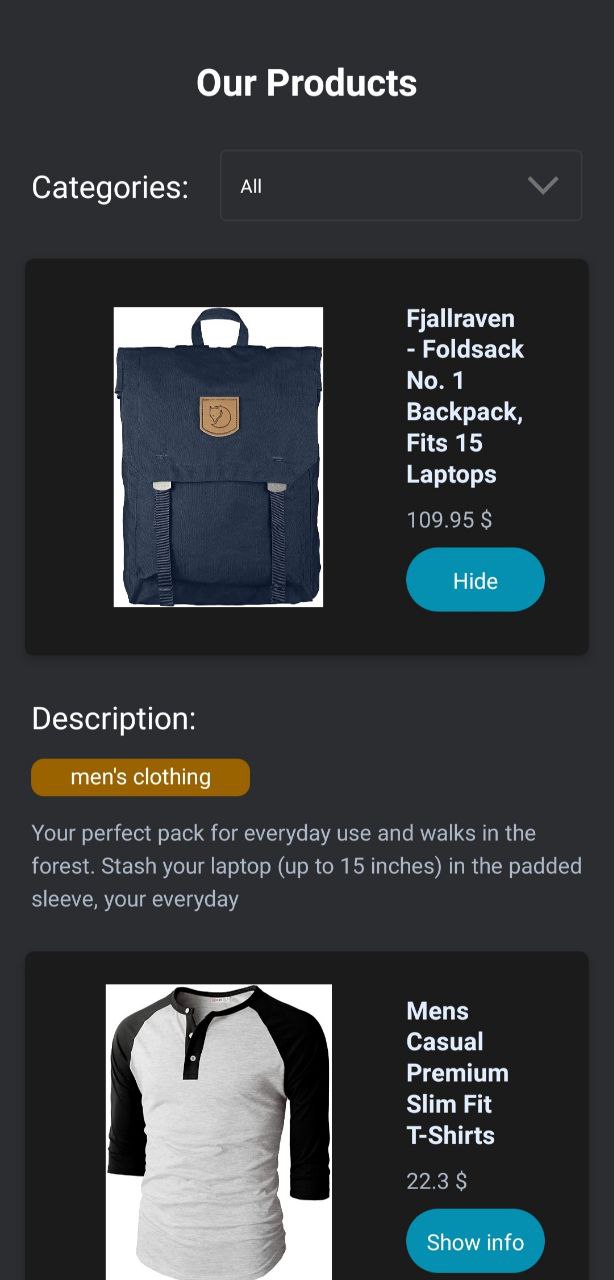 Our Products
Categories:
All
Fjallraven
- Foldsack
No. 1
Backpack,
Fits 15
Laptops
109.95 $
Hide
Description:
men's clothing
Your perfect pack for everyday use and walks in the
forest. Stash your laptop (up to 15 inches) in the padded
sleeve, your everyday
Mens
Casual
Premium
Slim Fit
T-Shirts
22.3 $
Show info